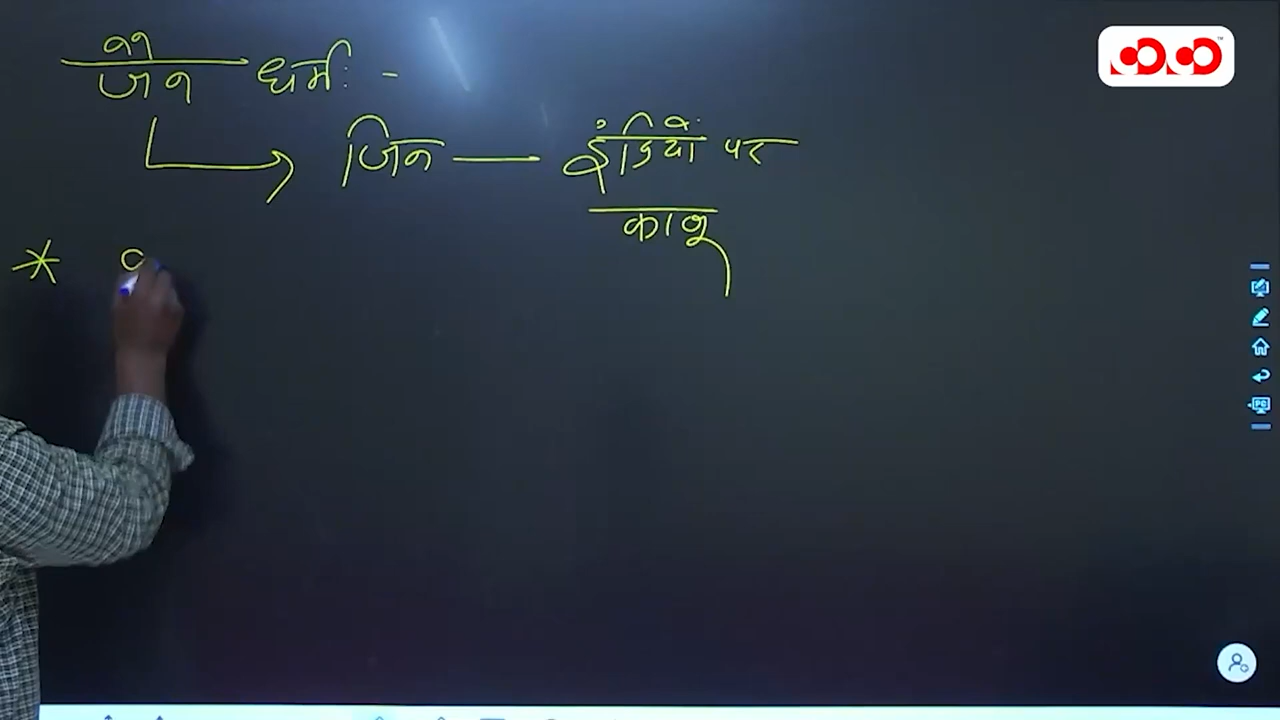 जैन धर्म: -
जिन — इंद्रियों पर
काबू